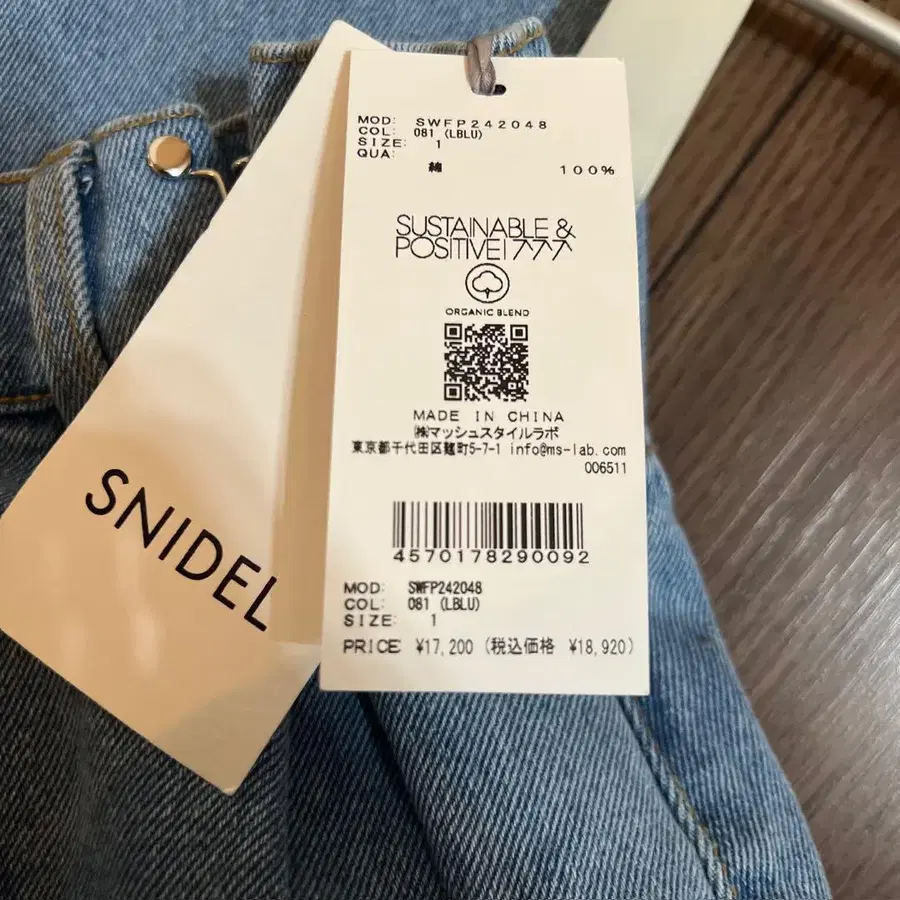 MOD: SWFP242048
COL: 081 (LBLU)
SIZE: 1
QUA:
綿 100%
SUSTAINABLE &
POSITIVE!777
ORGANIC BLEND
MADE IN CHINA
㈱マッシュスタイルラボ
東京都千代田区麹町5-7-1 info@ms-lab.com
006511
4570178290092
MOD: SWFP242048
COL: 081 (LBLU)
SIZE: 1
PRICE: ¥17,200 (税込価格 ¥18,920)
SNIDEL